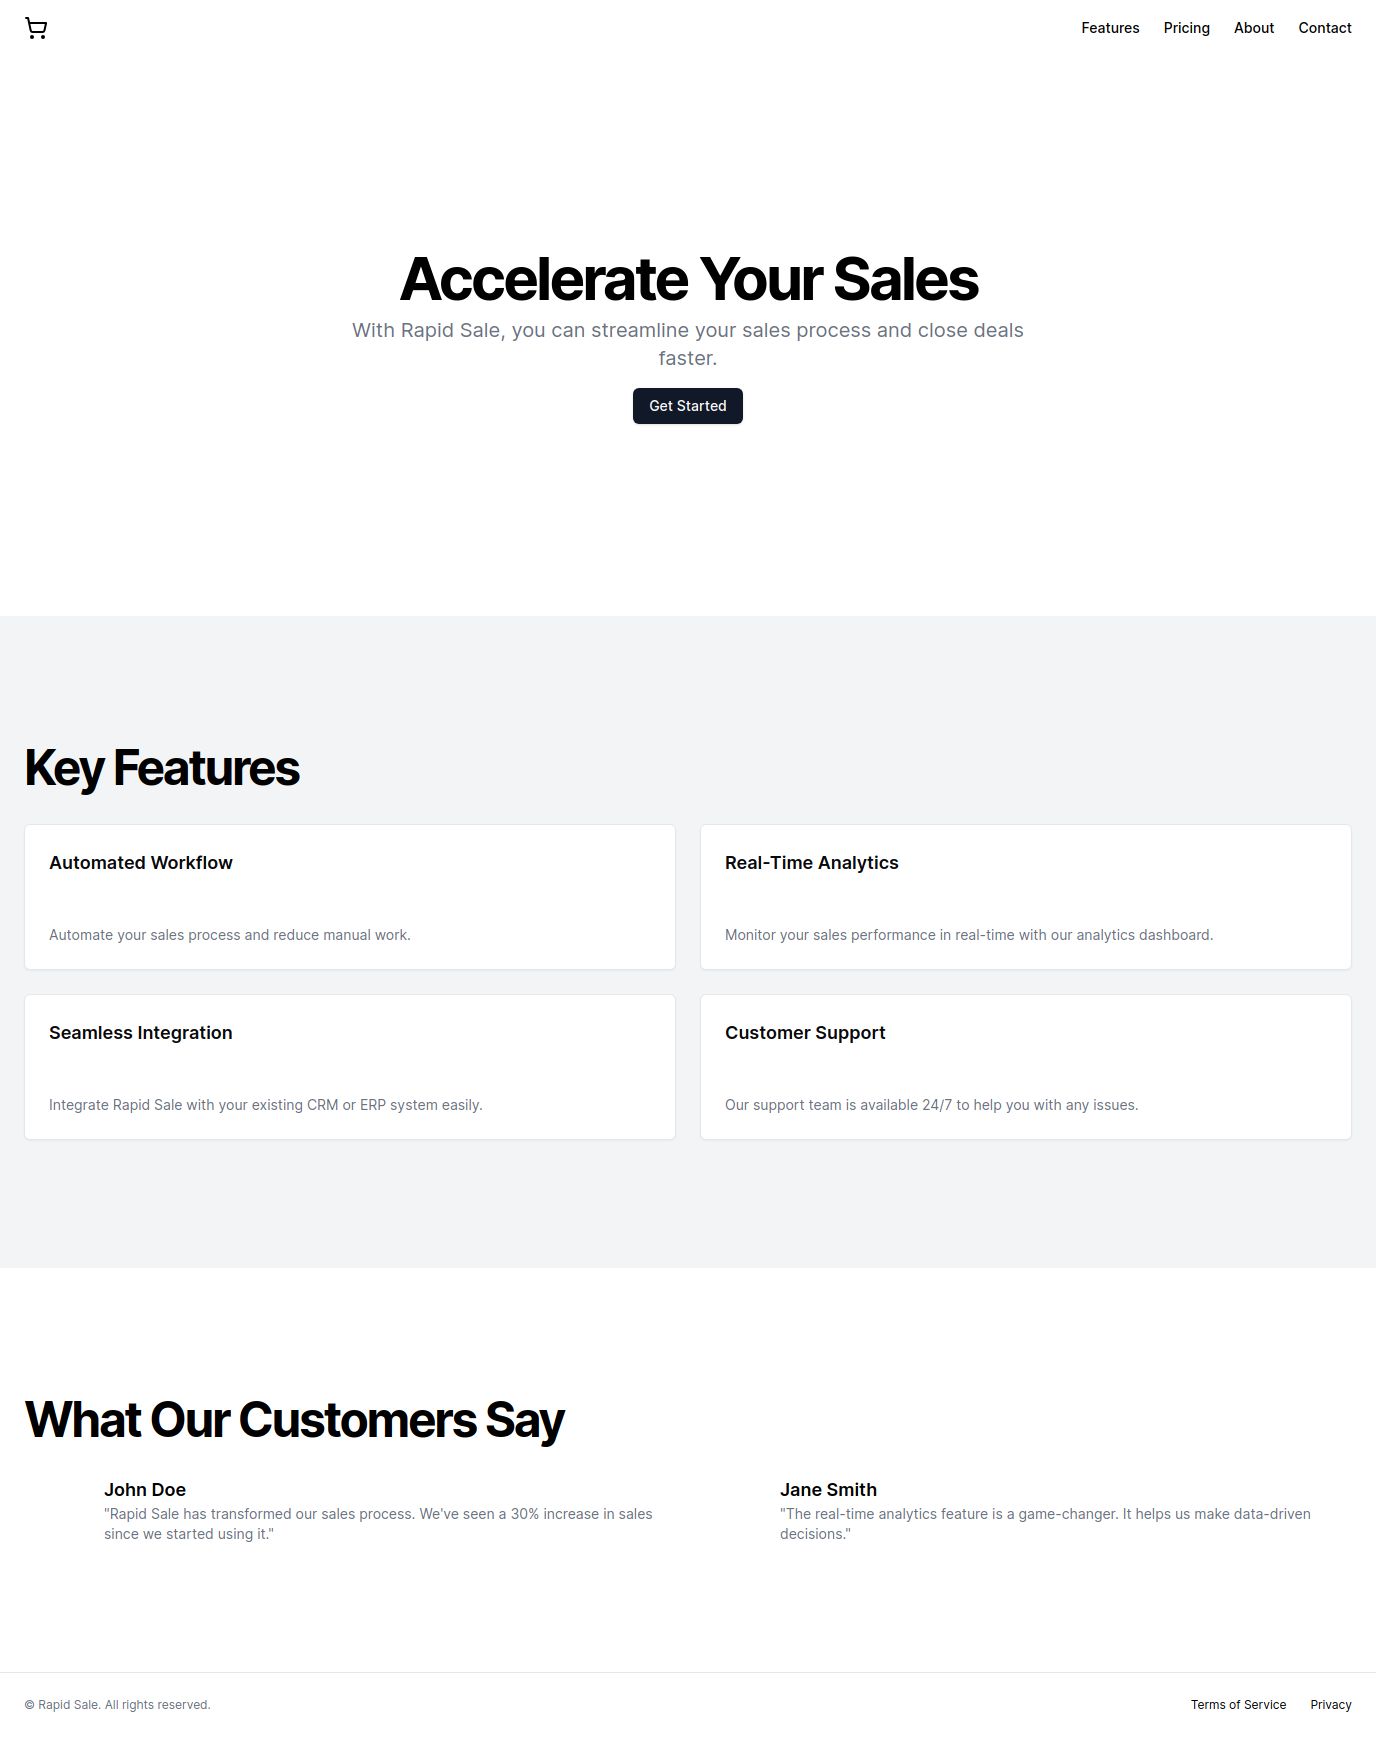 Features Pricing About Contact
Accelerate Your Sales
With Rapid Sale, you can streamline your sales process and close deals
faster.
Get Started
Key Features
Automated Workflow
Automate your sales process and reduce manual work.
Real-Time Analytics
Monitor your sales performance in real-time with our analytics dashboard.
Seamless Integration
Integrate Rapid Sale with your existing CRM or ERP system easily.
Customer Support
Our support team is available 24/7 to help you with any issues.
What Our Customers Say
John Doe
"Rapid Sale has transformed our sales process. We've seen a 30% increase in sales
since we started using it."
Jane Smith
"The real-time analytics feature is a game-changer. It helps us make data-driven
decisions."
© Rapid Sale. All rights reserved.
Terms of Service Privacy